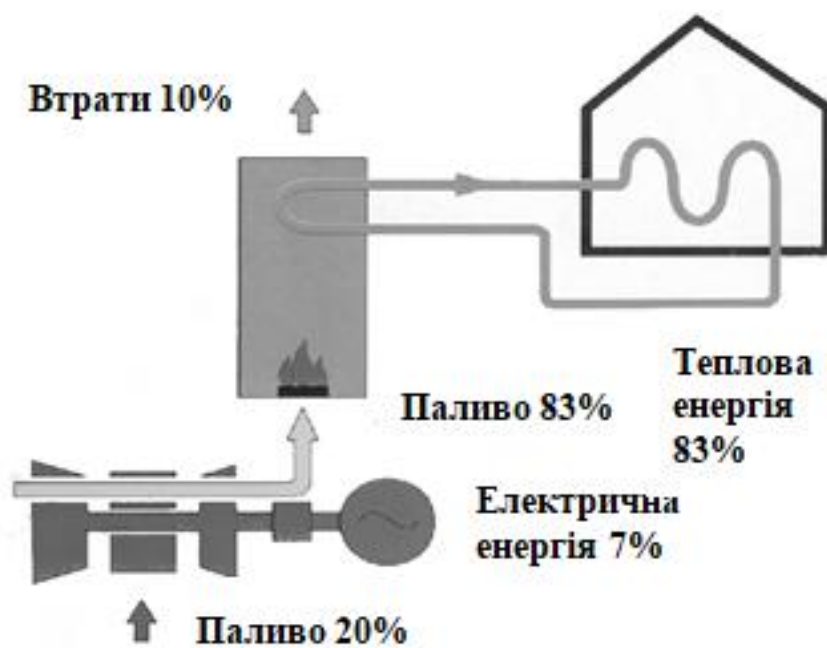 Втрати 10%
Теплова
енергія
83%
Паливо 83%
Електрична
енергія 7%
Паливо 20%